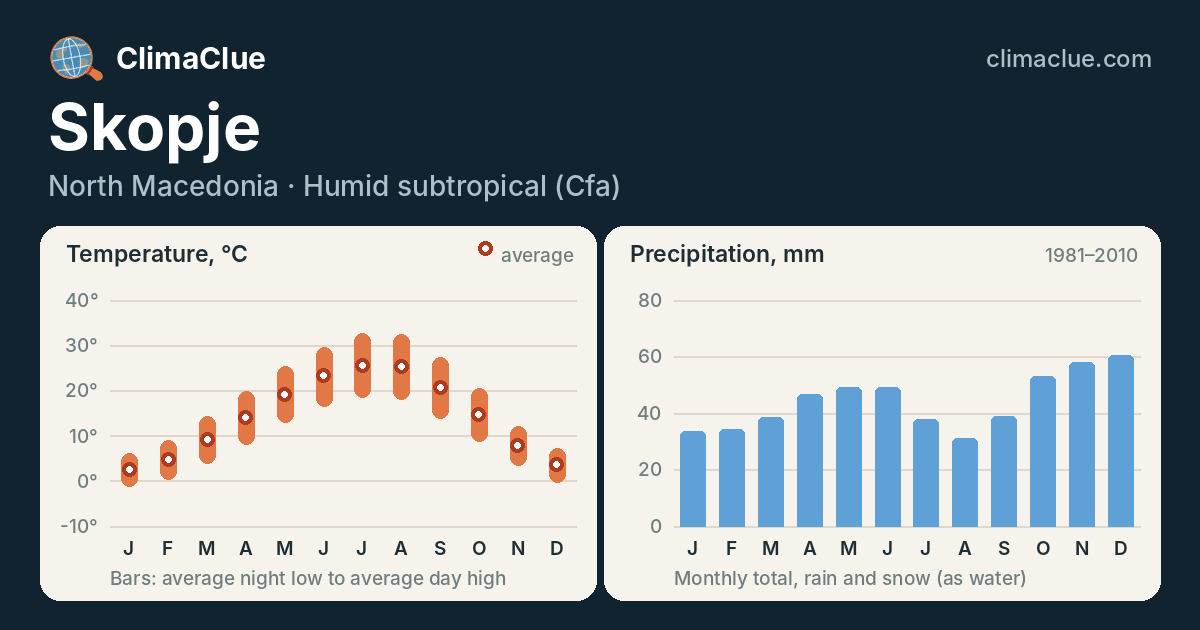 ClimaClue
climaclue.com
Skopje
North Macedonia · Humid subtropical (Cfa)
Temperature, °C
average
40°
30°
20°
10°
0°
-10°
J F M A M J J A S O N D
Bars: average night low to average day high
Precipitation, mm
1981–2010
80
60
40
20
0
J F M A M J J A S O N D
Monthly total, rain and snow (as water)